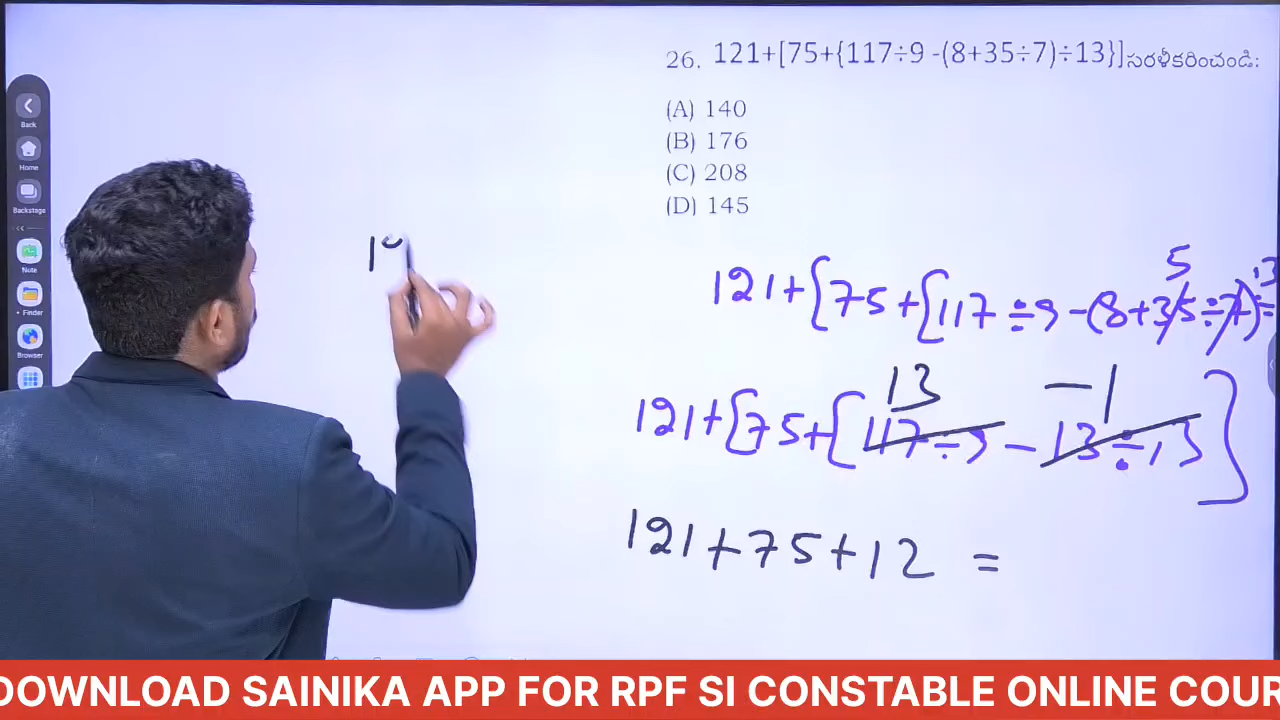 26. 121+[75+{117÷9 -(8+35÷7)÷13}]సరళీకరించండి:
(A) 140
(B) 176
(C) 208
(D) 145
Back
Home
Backstage
Note
Finder
Browser
19
5
13
121+[75+[117÷9-(8+35÷7)÷
13 -1
121+[75+[117÷9-13÷13]
121+75+12 =
DOWNLOAD SAINIKA APP FOR RPF SI CONSTABLE ONLINE COUR